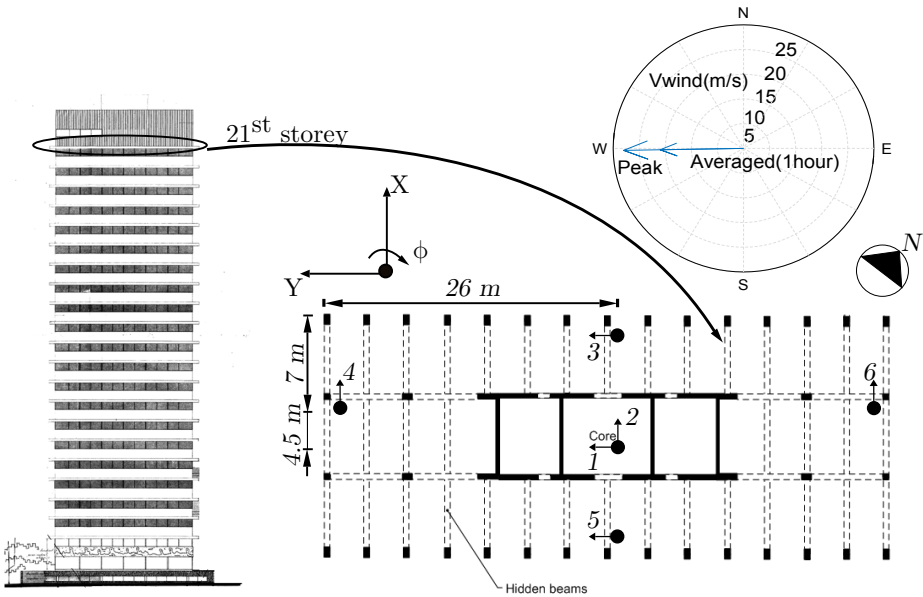 N
25
20
Vwind(m/s)
15
10
5
W
E
Peak
Averaged(1hour)
S
21st storey
X
ϕ
Y
N
26 m
3
7 m
4
6
2
Core
4.5 m
1
5
Hidden beams